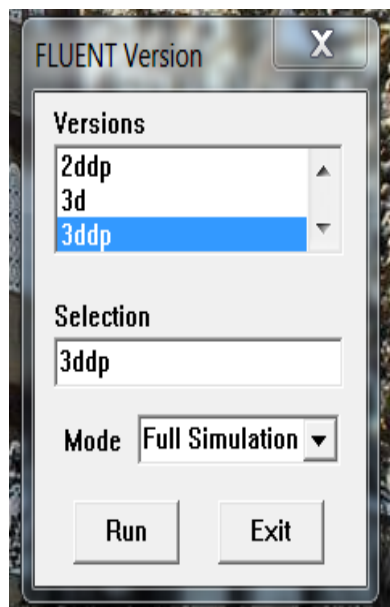 FLUENT Version
X
Versions
2ddp
3d
3ddp
Selection
3ddp
Mode Full Simulation
Run Exit